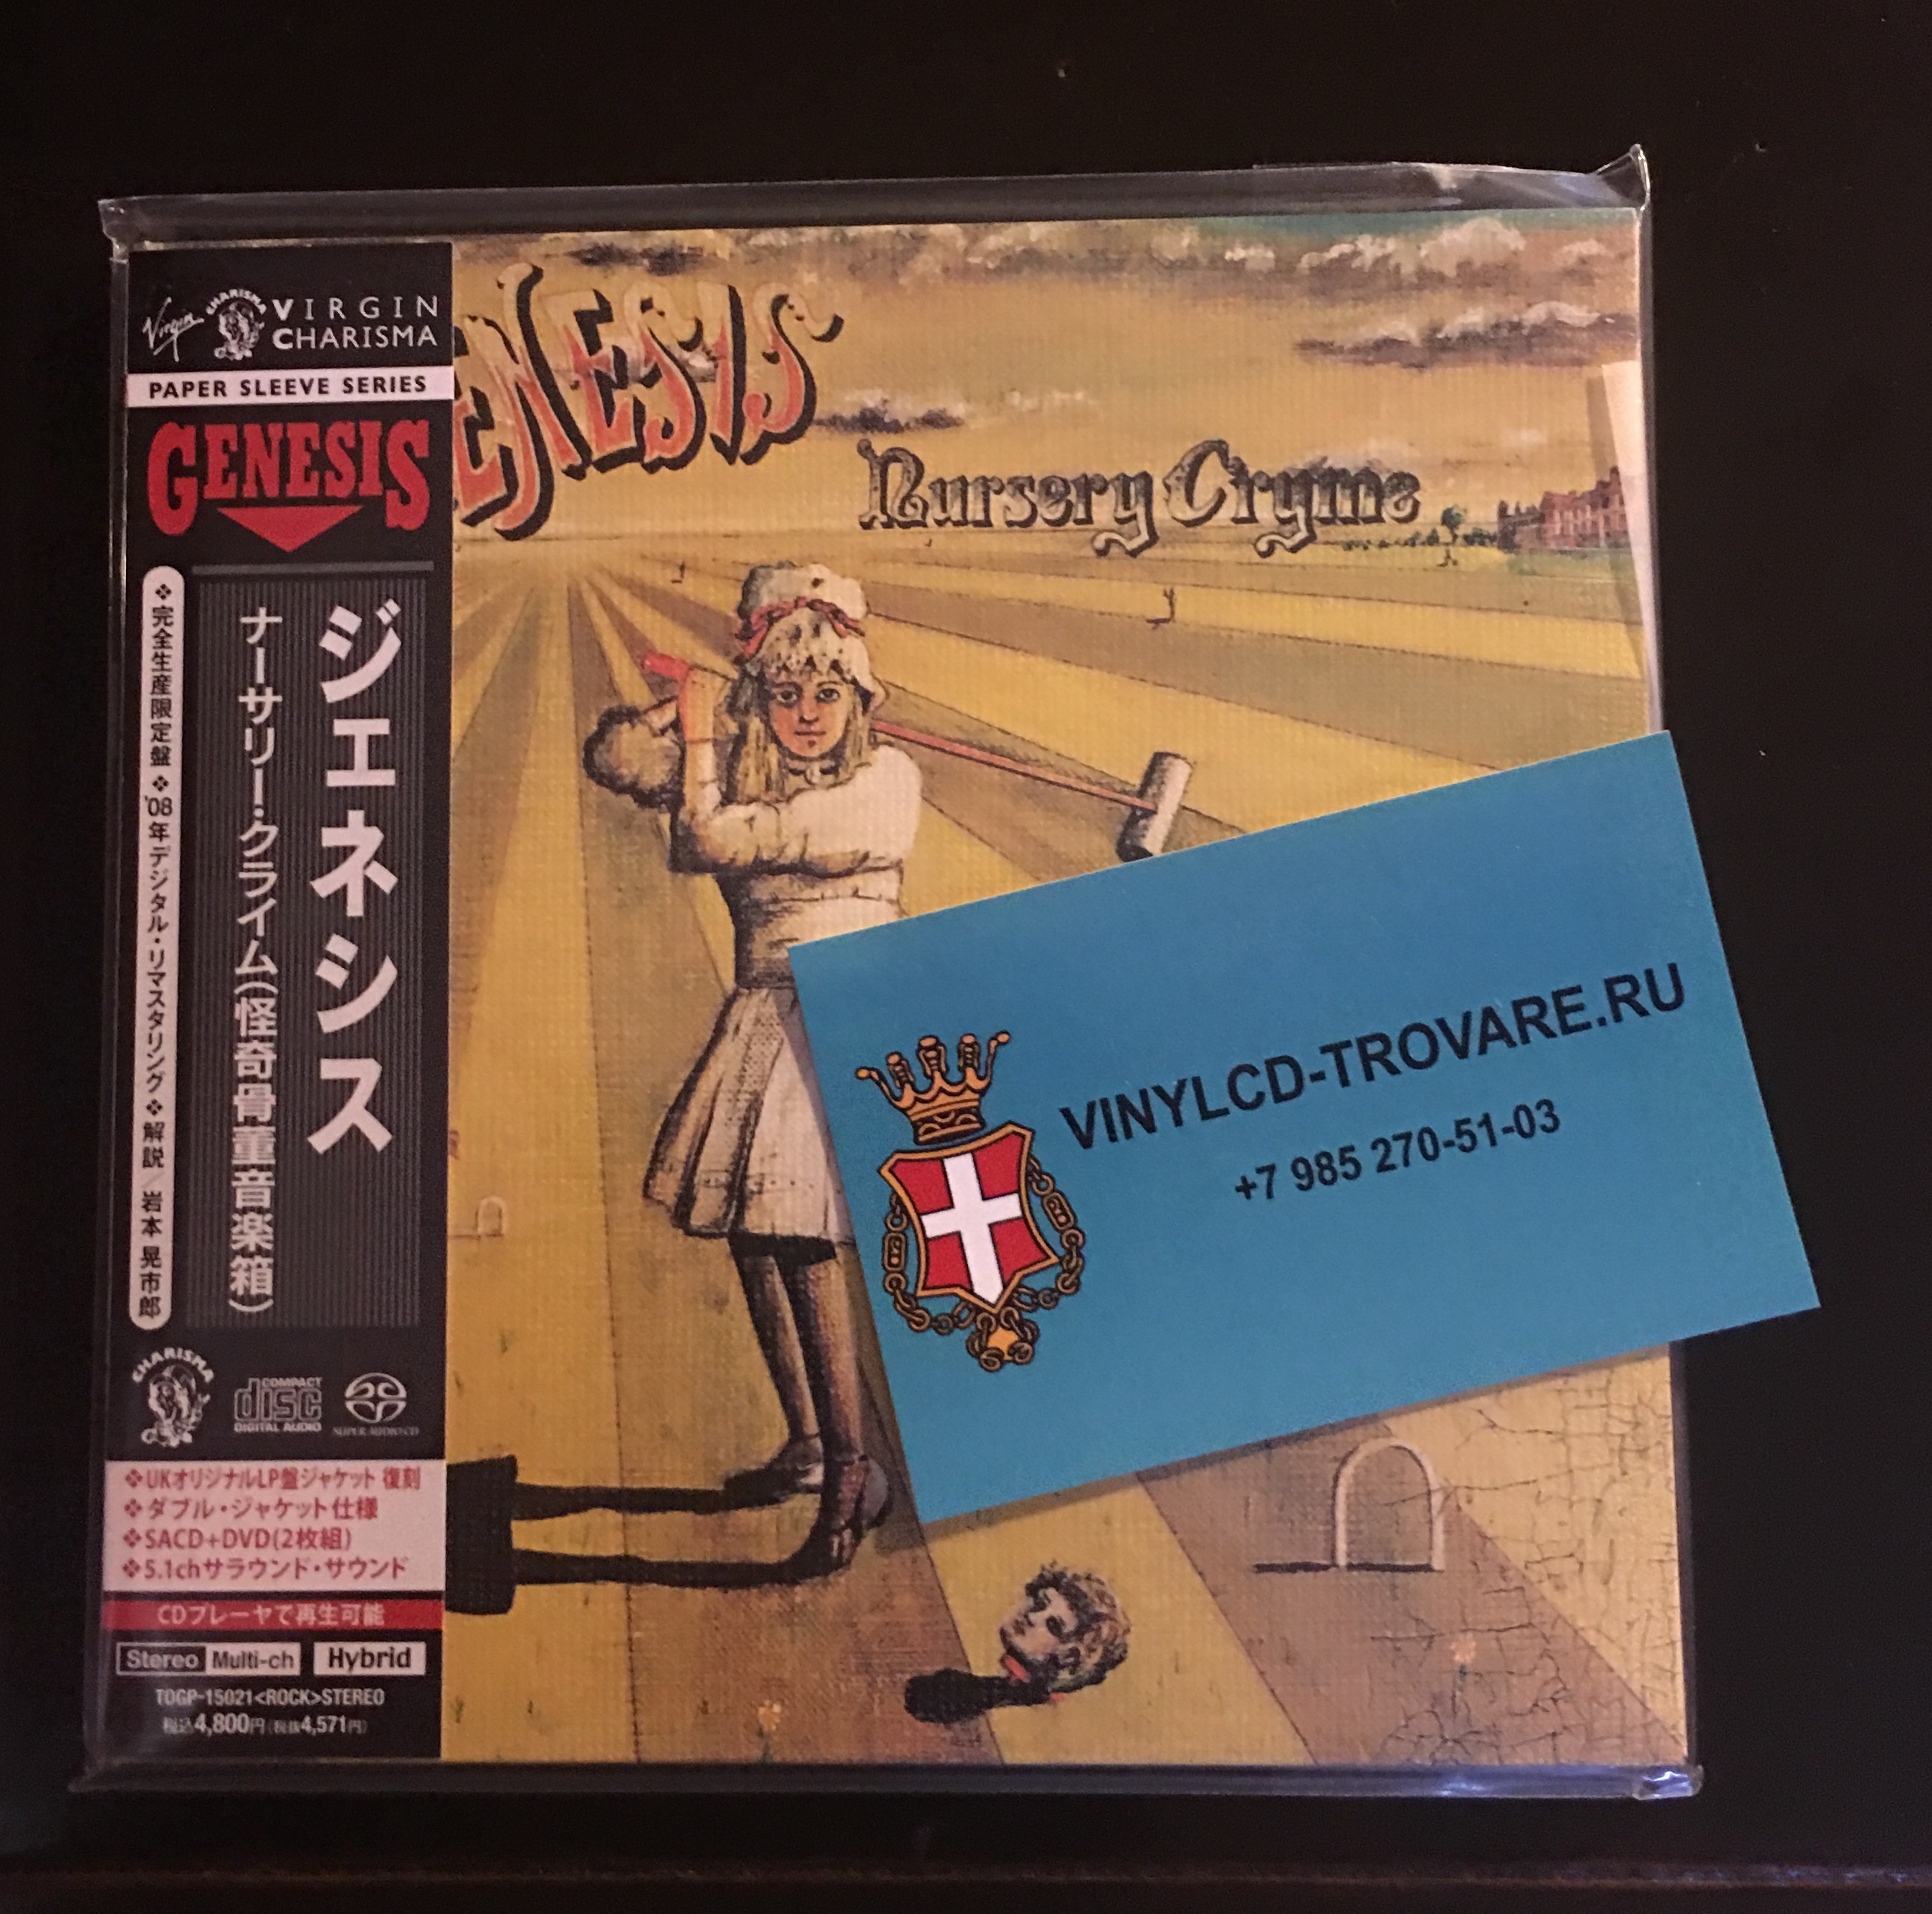 Virgin
CHARISMA
VIRGIN
CHARISMA
PAPER SLEEVE SERIES
GENESIS
ジェネシス
ナーサリー・クライム(怪奇骨董音楽箱)
❖完全生産限定盤❖'08年デジタル・リマスタリング❖解説/岩本晃市郎
CHARISMA
COMPACT
disc
DIGITAL AUDIO
SUPER AUDIO CD
❖UKオリジナルLP盤ジャケット復刻
❖ダブル・ジャケット仕様
❖SACD+DVD(2枚組)
❖5.1chサラウンド・サウンド
CDプレーヤで再生可能
Stereo Multi-ch Hybrid
TOGP-15021<ROCK>STEREO
税込4,800円(税抜4,571円)
ENESIS
Nursery Cryme
VINYLCD-TROVARE.RU
+7 985 270-51-03